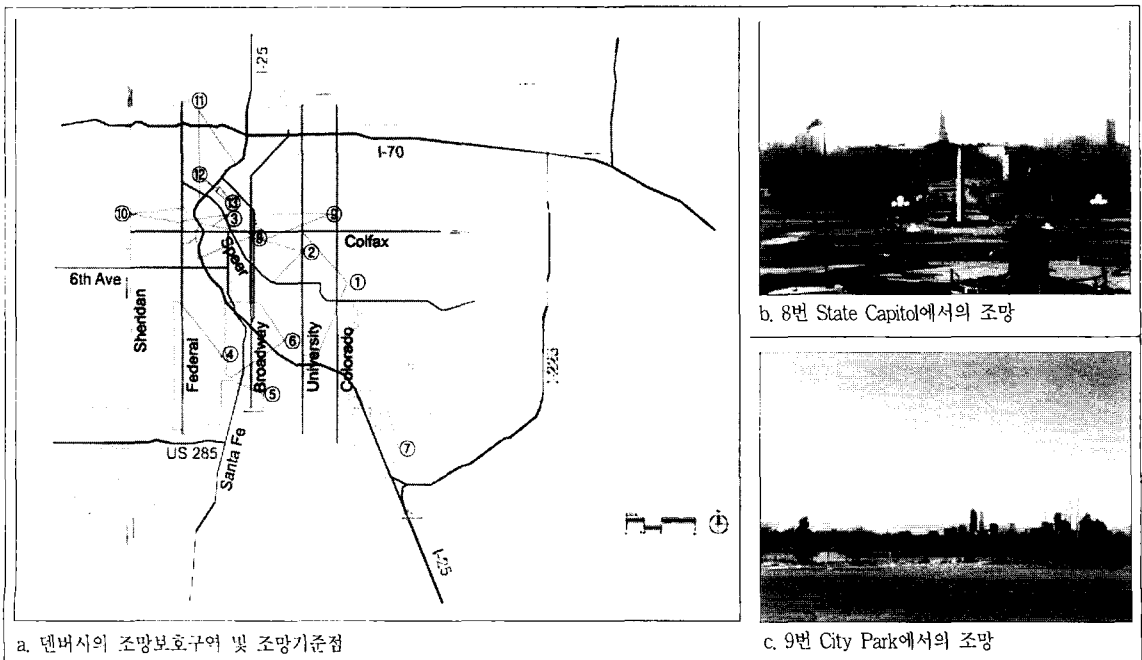 I-25
⑪
I-70
⑫
⑬
⑩
③
⑨
⑧
Colfax
②
Speer
6th Ave
①
Sheridan
Federal
④
Broadway
⑥
University
Colorado
⑤
US 285
Santa Fe
⑦
I-25
a. 덴버시의 조망보호구역 및 조망기준점
b. 8번 State Capitol에서의 조망
c. 9번 City Park에서의 조망